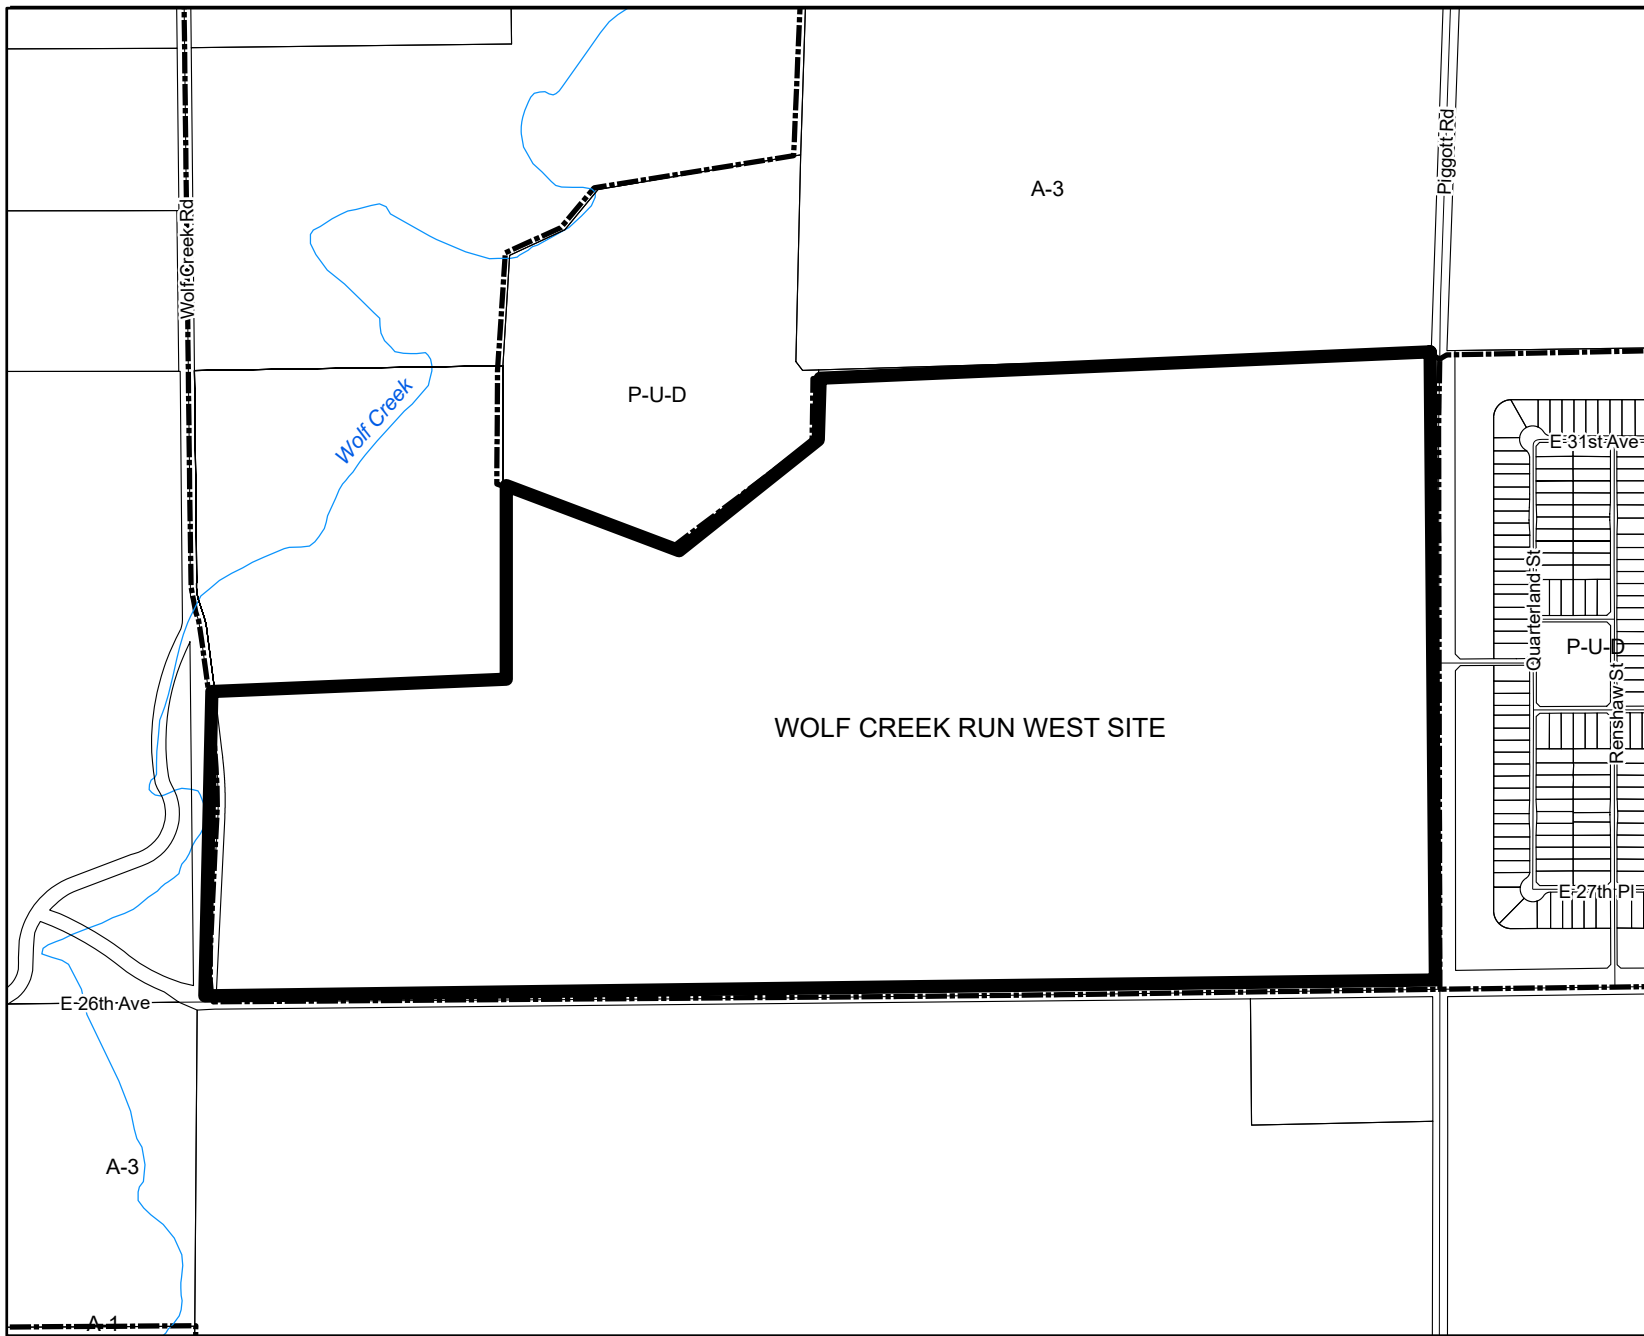 Piggott Rd
A-3
Wolf Creek Rd
P-U-D
Wolf Creek
E 31st Ave
Quarterland St
P-U-D
Renshaw St
WOLF CREEK RUN WEST SITE
E 27th Pl
E 26th Ave
A-3
A-1